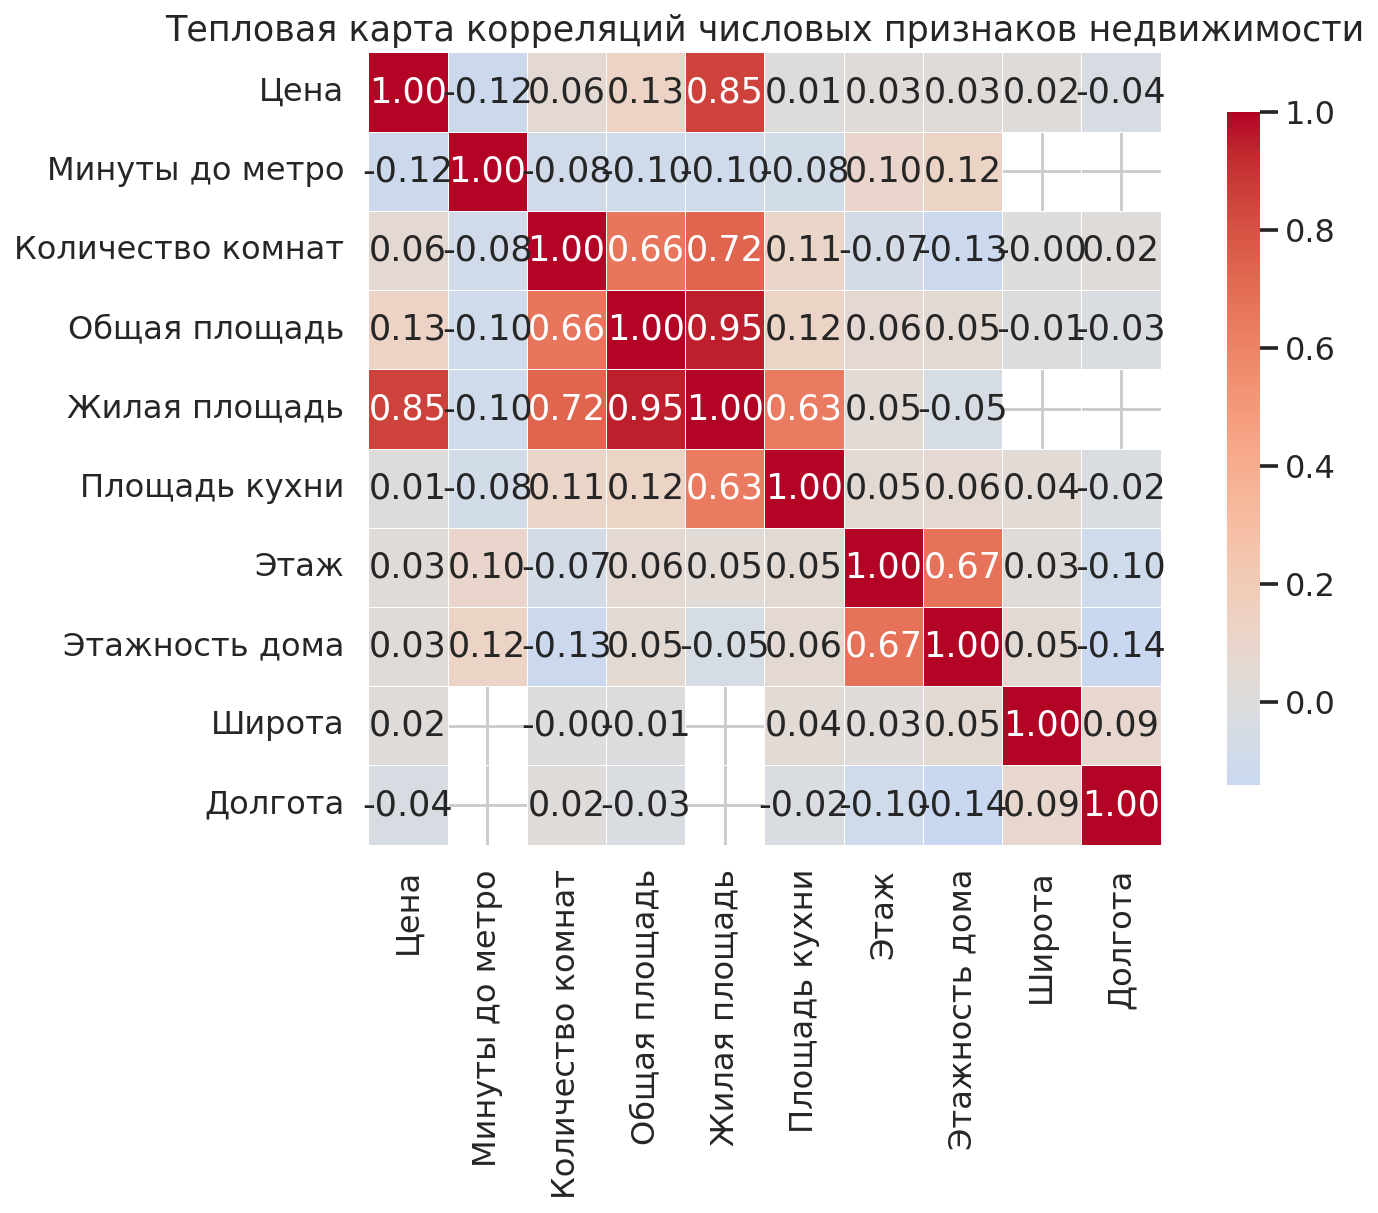 Тепловая карта корреляций числовых признаков недвижимости
Цена 1.00 -0.12 0.06 0.13 0.85 0.01 0.03 0.03 0.02 -0.04
Минуты до метро -0.12 1.00 -0.08 -0.10 -0.10 -0.08 0.10 0.12
Количество комнат 0.06 -0.08 1.00 0.66 0.72 0.11 -0.07 -0.13 -0.00 0.02
Общая площадь 0.13 -0.10 0.66 1.00 0.95 0.12 0.06 0.05 -0.01 -0.03
Жилая площадь 0.85 -0.10 0.72 0.95 1.00 0.63 0.05 -0.05
Площадь кухни 0.01 -0.08 0.11 0.12 0.63 1.00 0.05 0.06 0.04 -0.02
Этаж 0.03 0.10 -0.07 0.06 0.05 0.05 1.00 0.67 0.03 -0.10
Этажность дома 0.03 0.12 -0.13 0.05 -0.05 0.06 0.67 1.00 0.05 -0.14
Широта 0.02 -0.00 -0.01 0.04 0.03 0.05 1.00 0.09
Долгота -0.04 0.02 -0.03 -0.02 -0.10 -0.14 0.09 1.00
Цена
Минуты до метро
Количество комнат
Общая площадь
Жилая площадь
Площадь кухни
Этаж
Этажность дома
Широта
Долгота
1.0
0.8
0.6
0.4
0.2
0.0